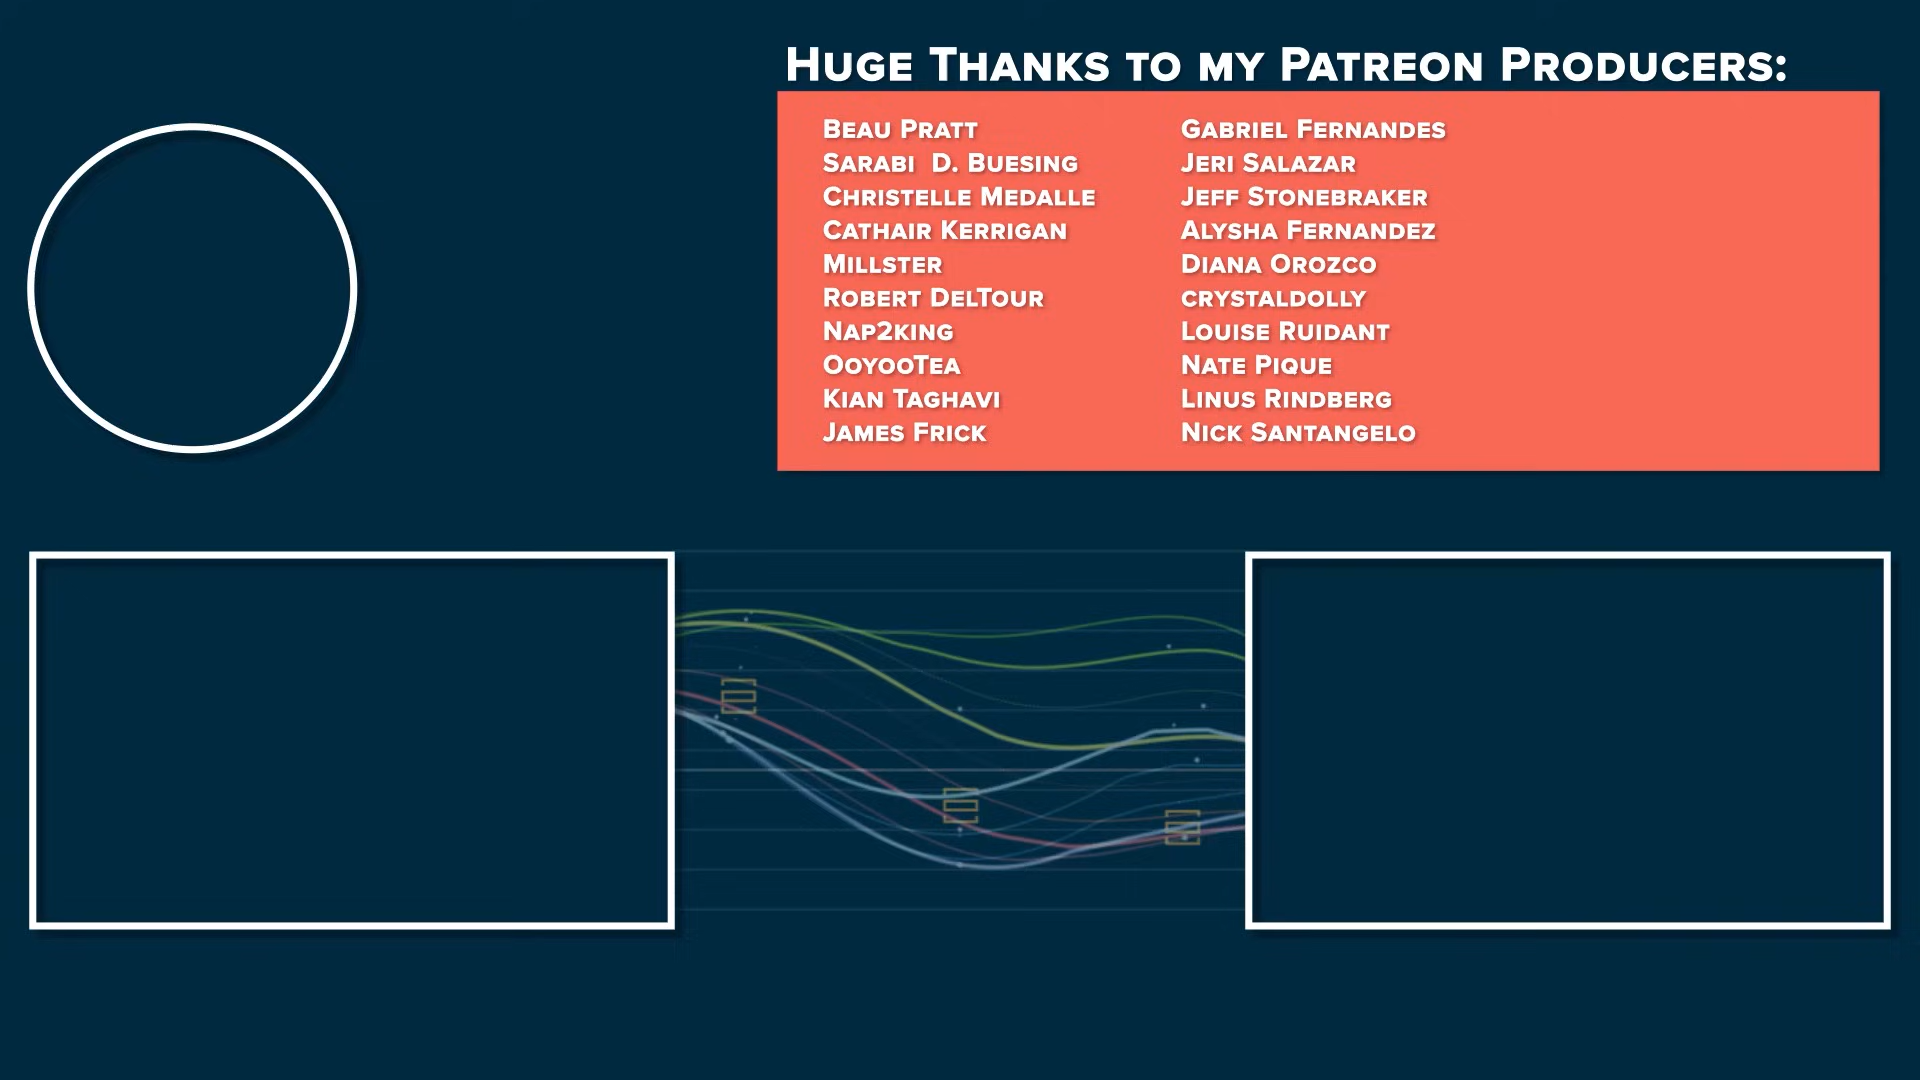 Huge Thanks to my Patreon Producers:
Beau Pratt
Sarabi D. Buesing
Christelle Medalle
Cathair Kerrigan
Millster
Robert DelTour
Nap2king
OoyooTea
Kian Taghavi
James Frick
Gabriel Fernandes
Jeri Salazar
Jeff Stonebraker
Alysha Fernandez
Diana Orozco
crystaldolly
Louise Ruidant
Nate Pique
Linus Rindberg
Nick Santangelo